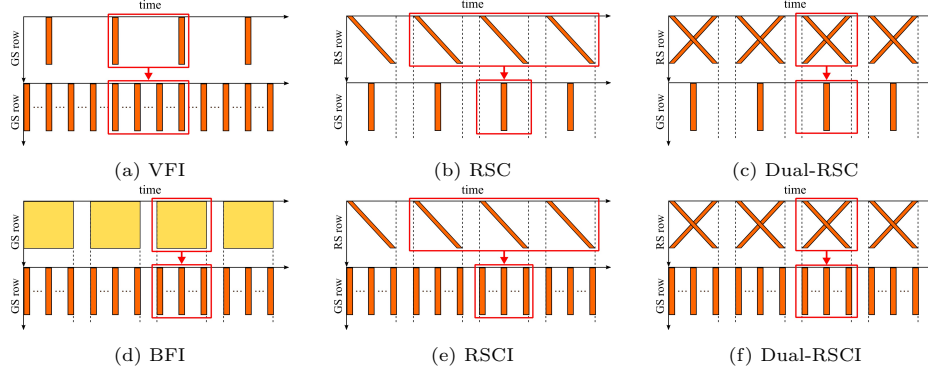 time time time
GS row RS row RS row
GS row ... ... ... ... GS row GS row
(a) VFI (b) RSC (c) Dual-RSC
time time time
GS row RS row RS row
GS row ... ... ... ... GS row ... ... ... ... GS row ... ... ... ...
(d) BFI (e) RSCI (f) Dual-RSCI